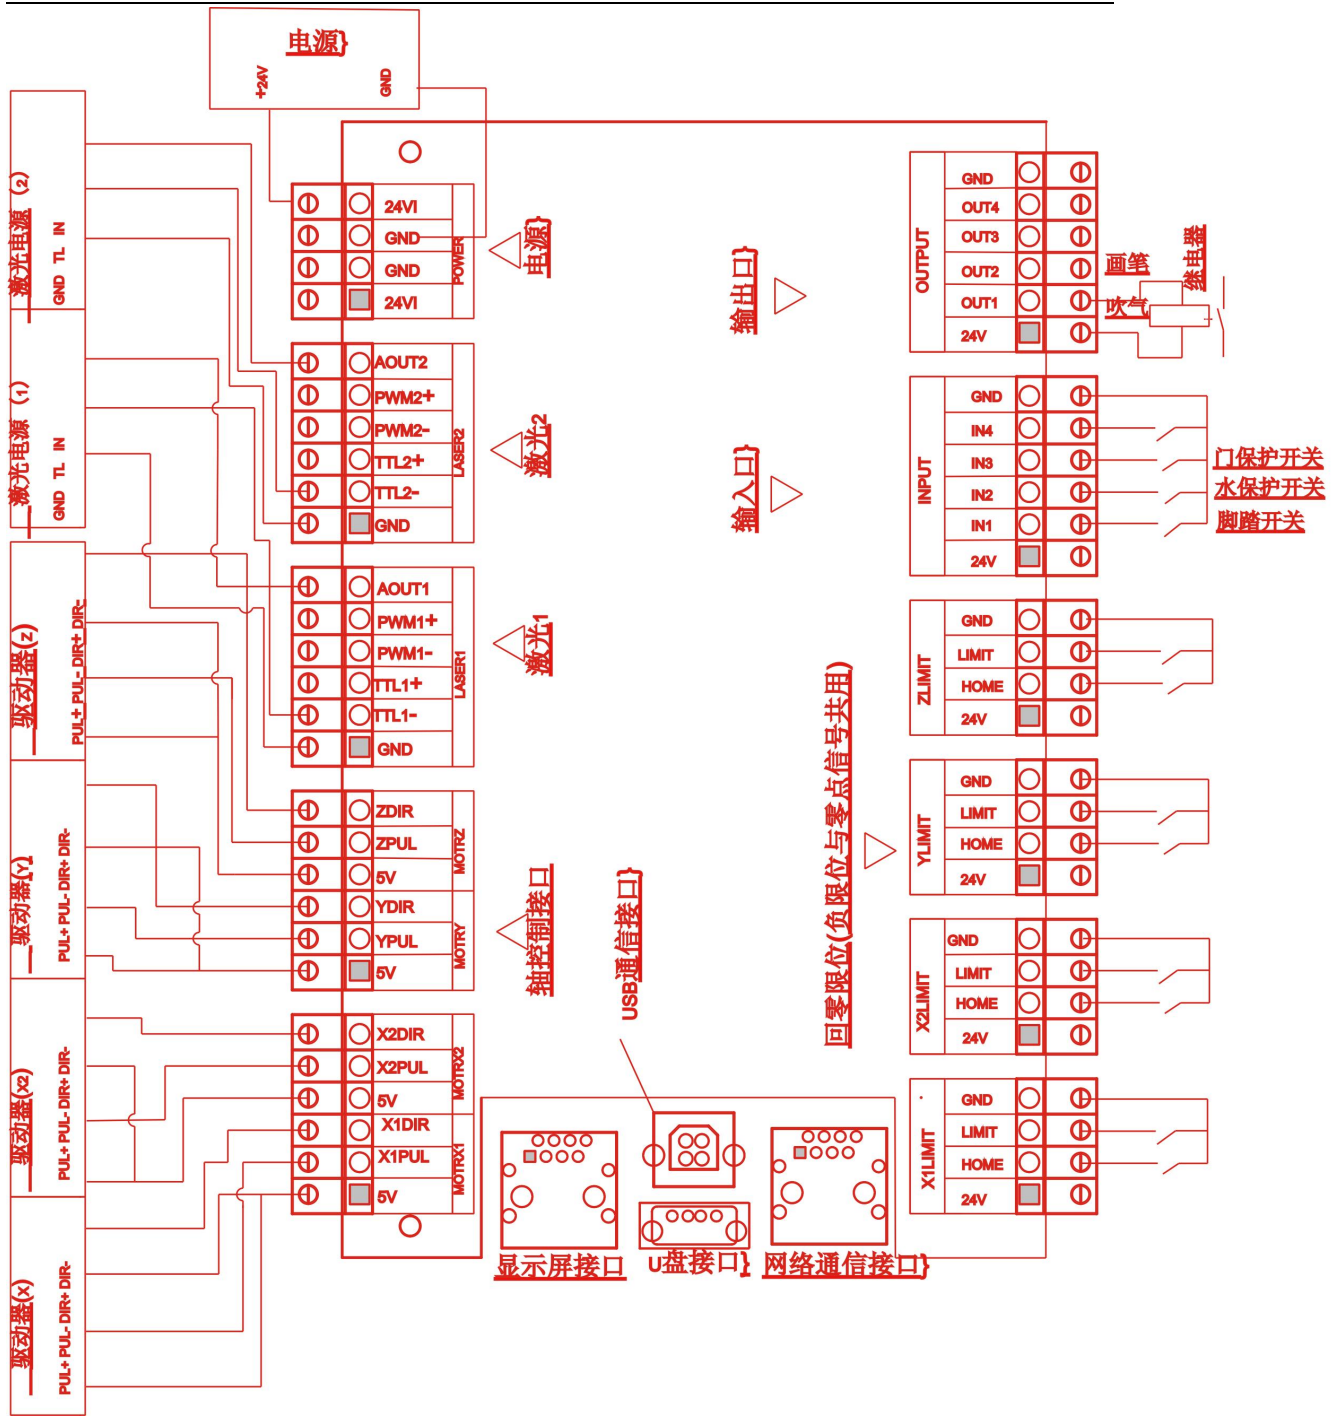 电源}
+24V
GND
激光电源（2）
GND TL IN
激光电源（1）
GND TL IN
驱动器(z)
PUL+ PUL- DIR+ DIR-
驱动器(Y)
PUL+ PUL- DIR+ DIR-
驱动器(x2)
PUL+ PUL- DIR+ DIR-
驱动器(x)
PUL+ PUL- DIR+ DIR-
24VI
GND
GND
24VI
POWER
电源}
AOUT2
PWM2+
PWM2-
TTL2+
TTL2-
GND
LASER2
激光2
AOUT1
PWM1+
PWM1-
TTL1+
TTL1-
GND
LASER1
激光1
ZDIR
ZPUL
5V
MOTRZ
YDIR
YPUL
5V
MOTRY
轴控制接口
X2DIR
X2PUL
5V
MOTRX2
X1DIR
X1PUL
5V
MOTRX1
USB通信接口}
显示屏接口
U盘接口}
网络通信接口}
输出口}
OUTPUT
GND
OUT4
OUT3
OUT2
OUT1
24V
画笔
吹气
继电器
输入口}
INPUT
GND
IN4
IN3
IN2
IN1
24V
门保护开关
水保护开关
脚踏开关
回零限位(负限位与零点信号共用)
ZLIMIT
GND
LIMIT
HOME
24V
YLIMIT
GND
LIMIT
HOME
24V
X2LIMIT
GND
LIMIT
HOME
24V
X1LIMIT
GND
LIMIT
HOME
24V